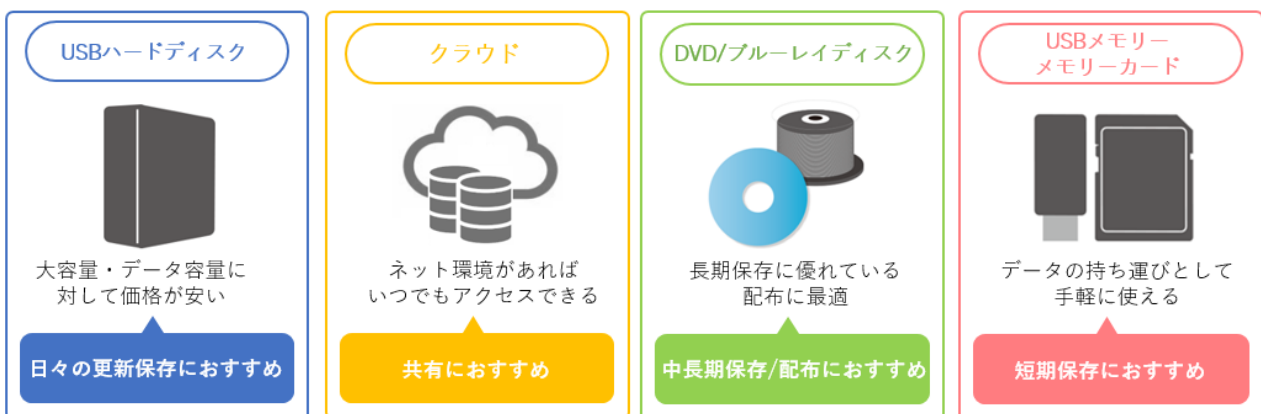 USBハードディスク
大容量・データ容量に
対して価格が安い
日々の更新保存におすすめ
クラウド
ネット環境があれば
いつでもアクセスできる
共有におすすめ
DVD/ブルーレイディスク
長期保存に優れている
配布に最適
中長期保存/配布におすすめ
USBメモリー
メモリーカード
データの持ち運びとして
手軽に使える
短期保存におすすめ